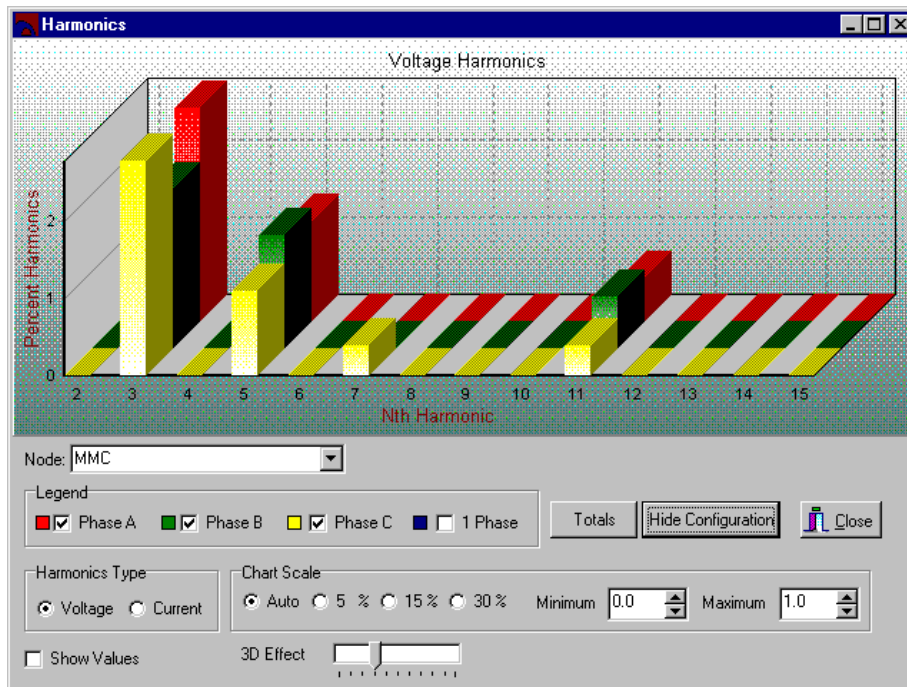 Harmonics
Voltage Harmonics
Percent Harmonics
2
1
0
2 3 4 5 6 7 8 9 10 11 12 13 14 15
Nth Harmonic
Node: MMC
Legend
Phase A Phase B Phase C 1 Phase
Totals Hide Configuration Close
Harmonics Type
Voltage Current
Chart Scale
Auto 5 % 15 % 30 % Minimum 0.0 Maximum 1.0
Show Values
3D Effect